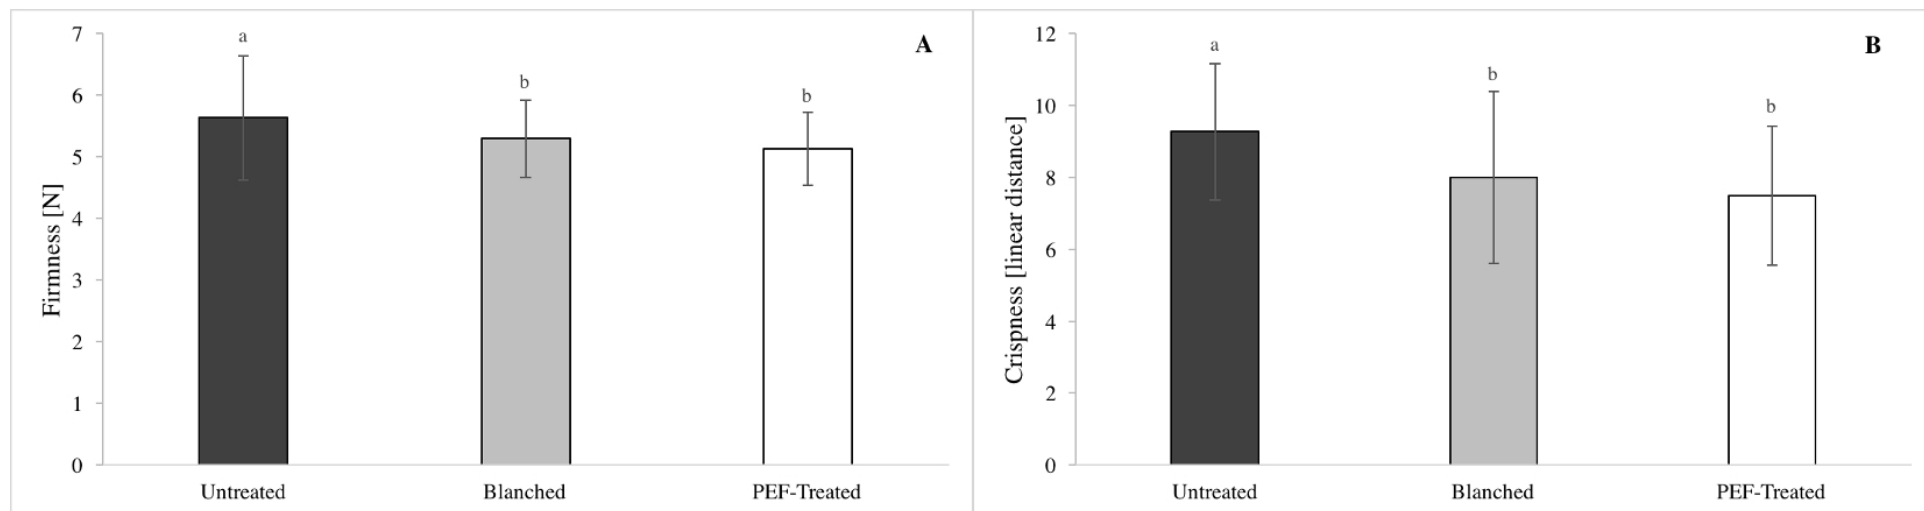 A
Firmness [N]
7
6
5
4
3
2
1
0
a
b
b
Untreated
Blanched
PEF-Treated
B
Crispness [linear distance]
12
10
8
6
4
2
0
a
b
b
Untreated
Blanched
PEF-Treated